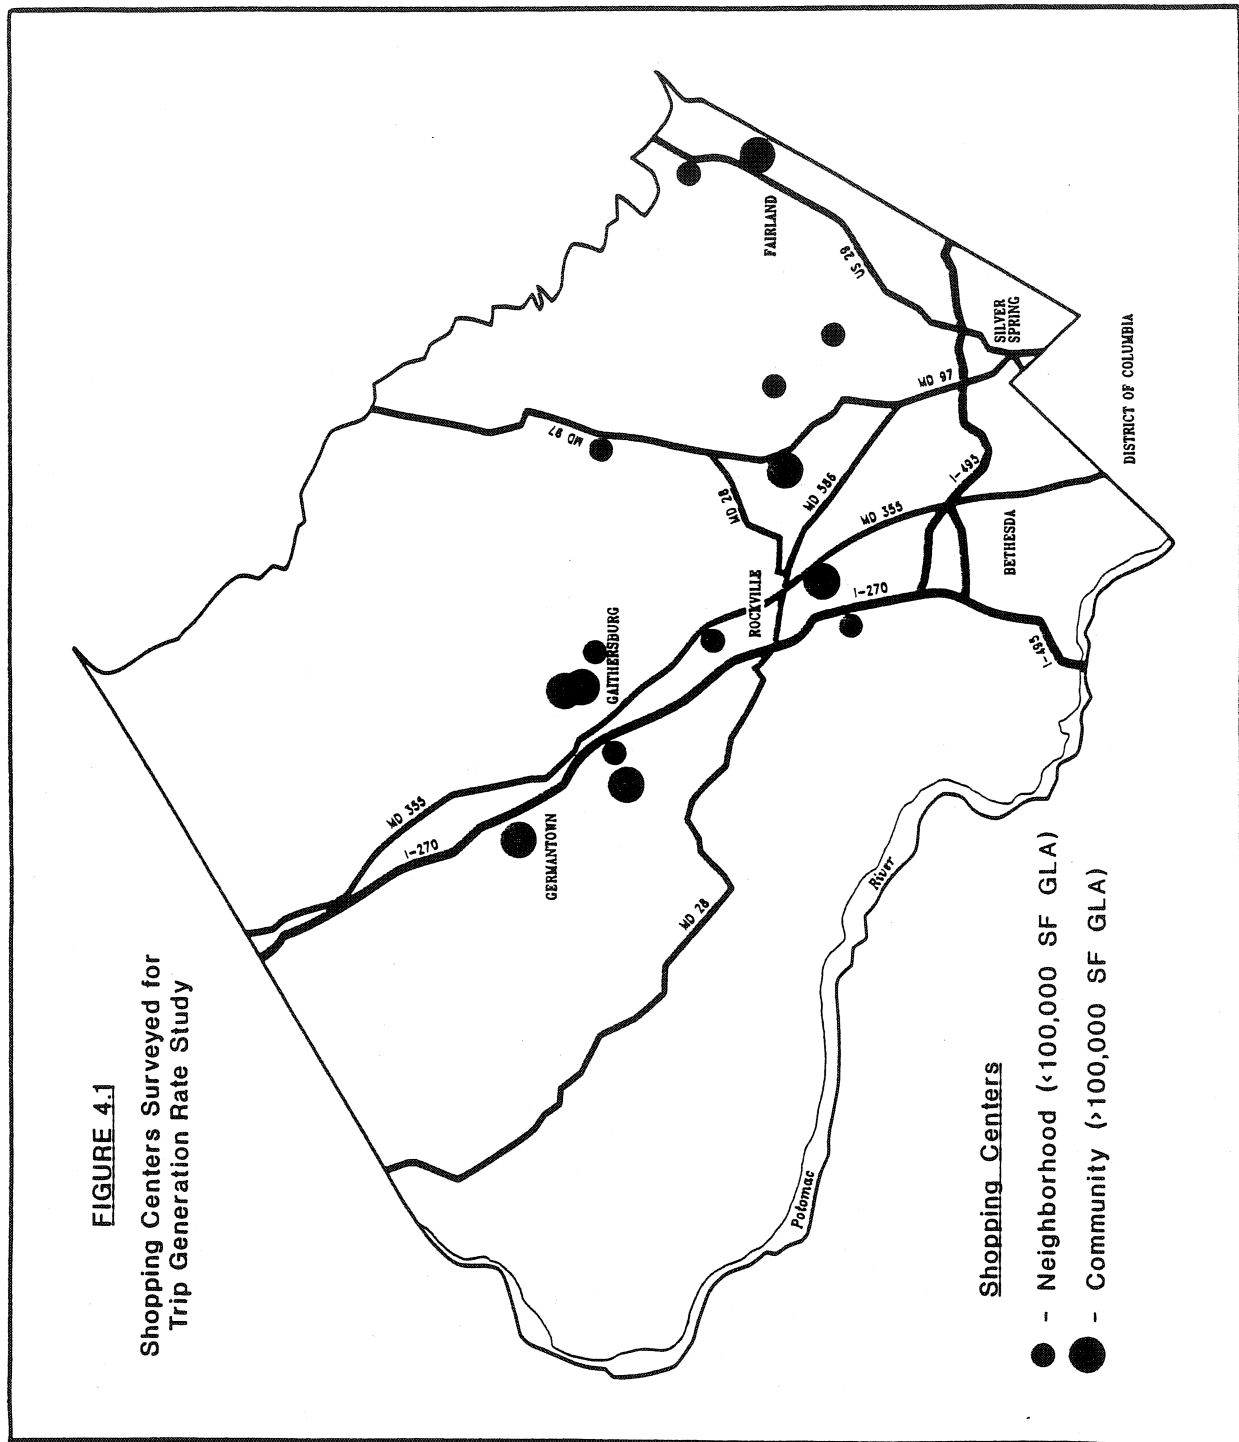 FIGURE 4.1
Shopping Centers Surveyed for
Trip Generation Rate Study
MD 355
I-270
GERMANTOWN
GAITHERSBURG
MD 97
MD 28
MD 28
ROCKVILLE
MD 586
MD 355
I-270
I-495
I-495
BETHESDA
MD 97
US 29
FAIRLAND
SILVER
SPRING
DISTRICT OF COLUMBIA
Potomac
River
Shopping Centers
- Neighborhood (<100,000 SF GLA)
- Community (>100,000 SF GLA)